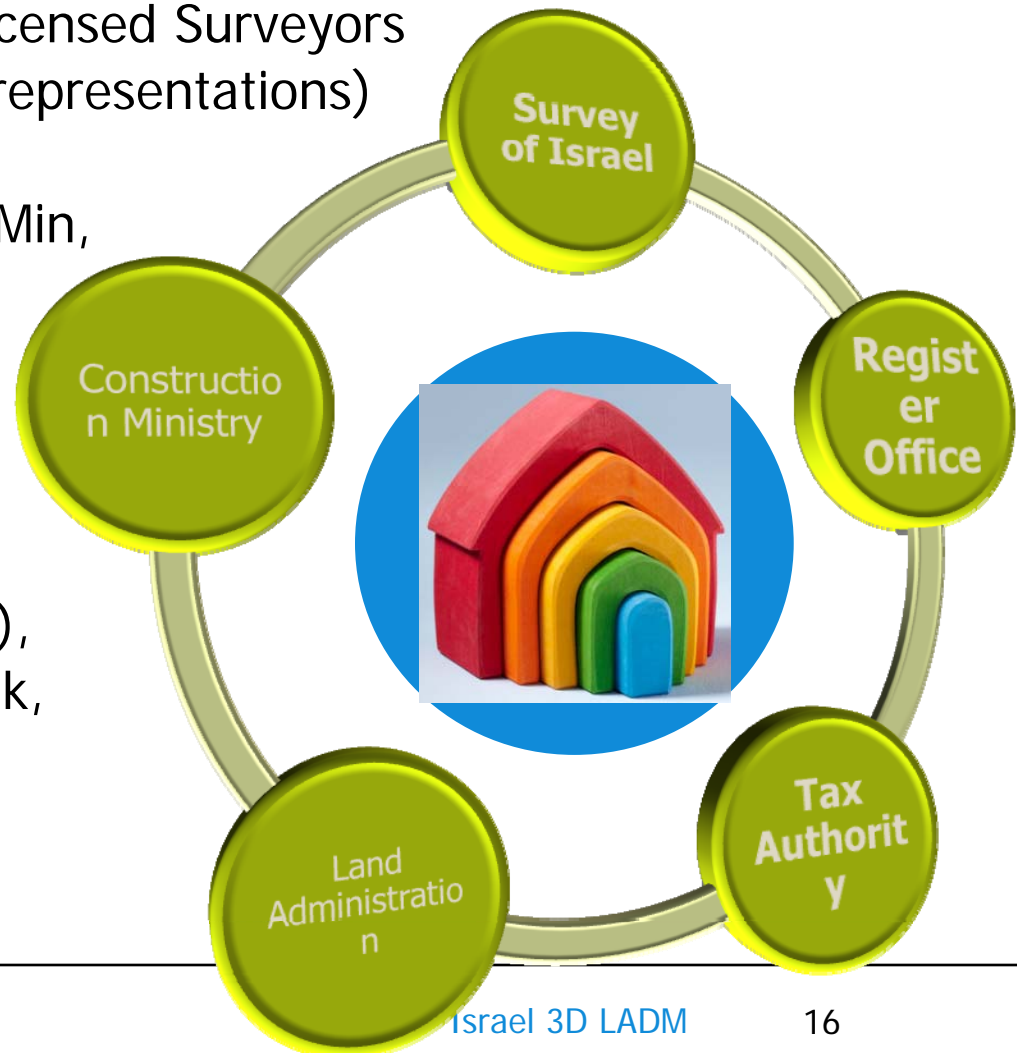 censed Surveyors
representations)
Min,
),
k,
Survey
of Israel
Regist
er
Office
Tax
Authorit
y
Land
Administratio
n
Constructio
n Ministry
Israel 3D LADM
16